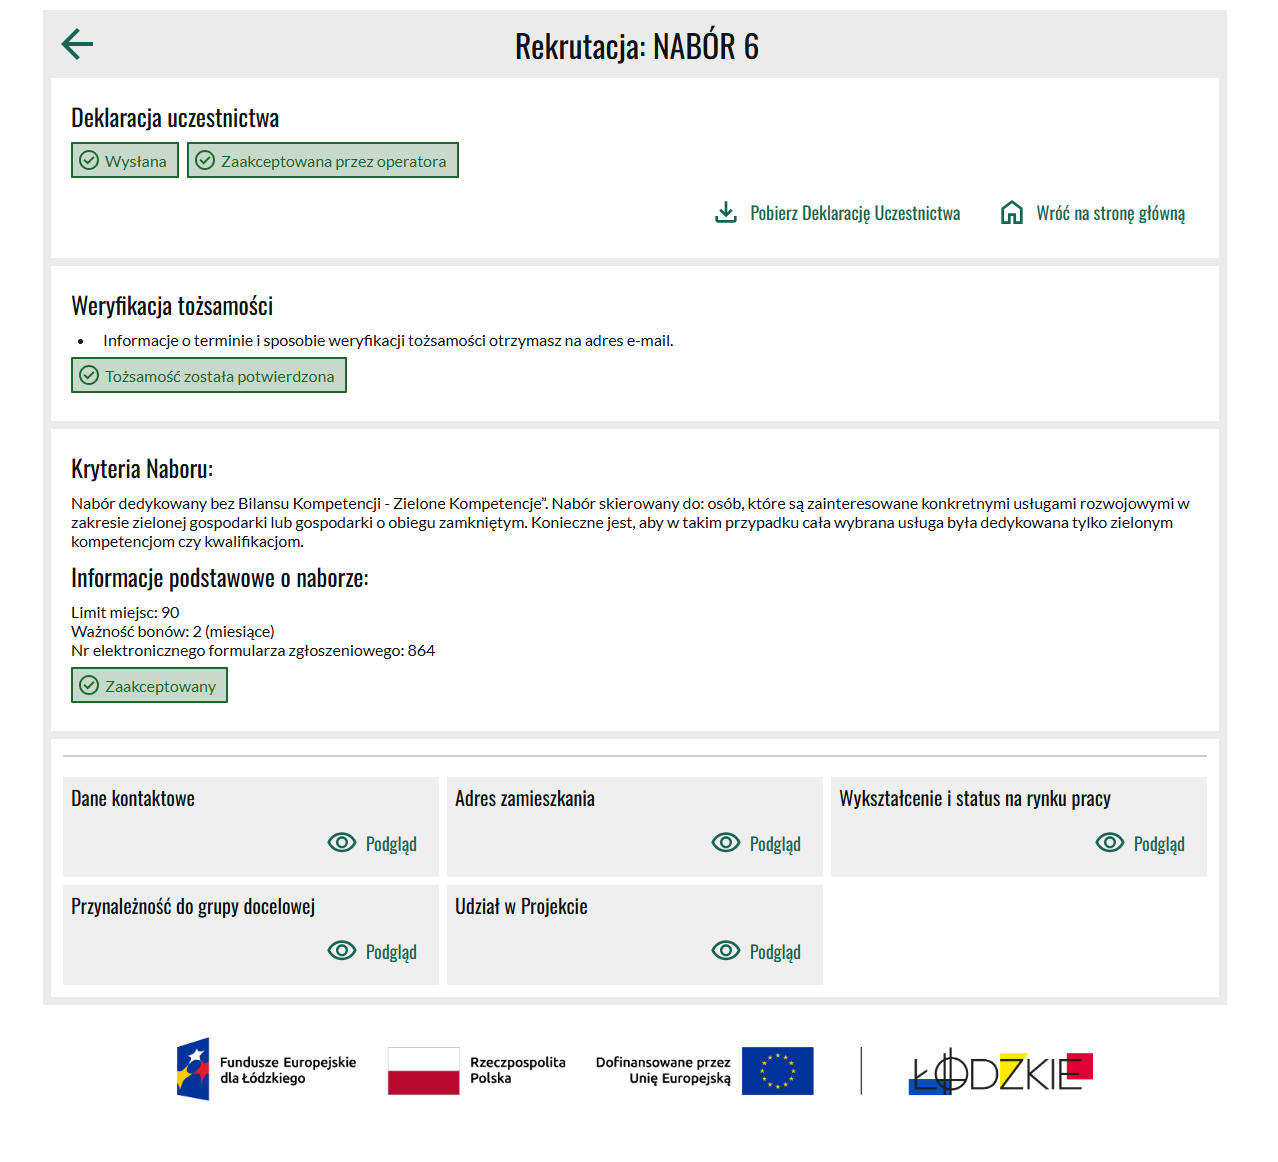 Rekrutacja: NABÓR 6
Deklaracja uczestnictwa
Wysłana
Zaakceptowana przez operatora
Pobierz Deklarację Uczestnictwa
Wróć na stronę główną
Weryfikacja tożsamości
• Informacje o terminie i sposobie weryfikacji tożsamości otrzymasz na adres e-mail.
Tożsamość została potwierdzona
Kryteria Naboru:
Nabór dedykowany bez Bilansu Kompetencji - Zielone Kompetencje”. Nabór skierowany do: osób, które są zainteresowane konkretnymi usługami rozwojowymi w
zakresie zielonej gospodarki lub gospodarki o obiegu zamkniętym. Konieczne jest, aby w takim przypadku cała wybrana usługa była dedykowana tylko zielonym
kompetencjom czy kwalifikacjom.
Informacje podstawowe o naborze:
Limit miejsc: 90
Ważność bonów: 2 (miesiące)
Nr elektronicznego formularza zgłoszeniowego: 864
Zaakceptowany
Dane kontaktowe
Podgląd
Adres zamieszkania
Podgląd
Wykształcenie i status na rynku pracy
Podgląd
Przynależność do grupy docelowej
Podgląd
Udział w Projekcie
Podgląd
Fundusze Europejskie
dla Łódzkiego
Rzeczpospolita
Polska
Dofinansowane przez
Unię Europejską
ŁÓDZKIE